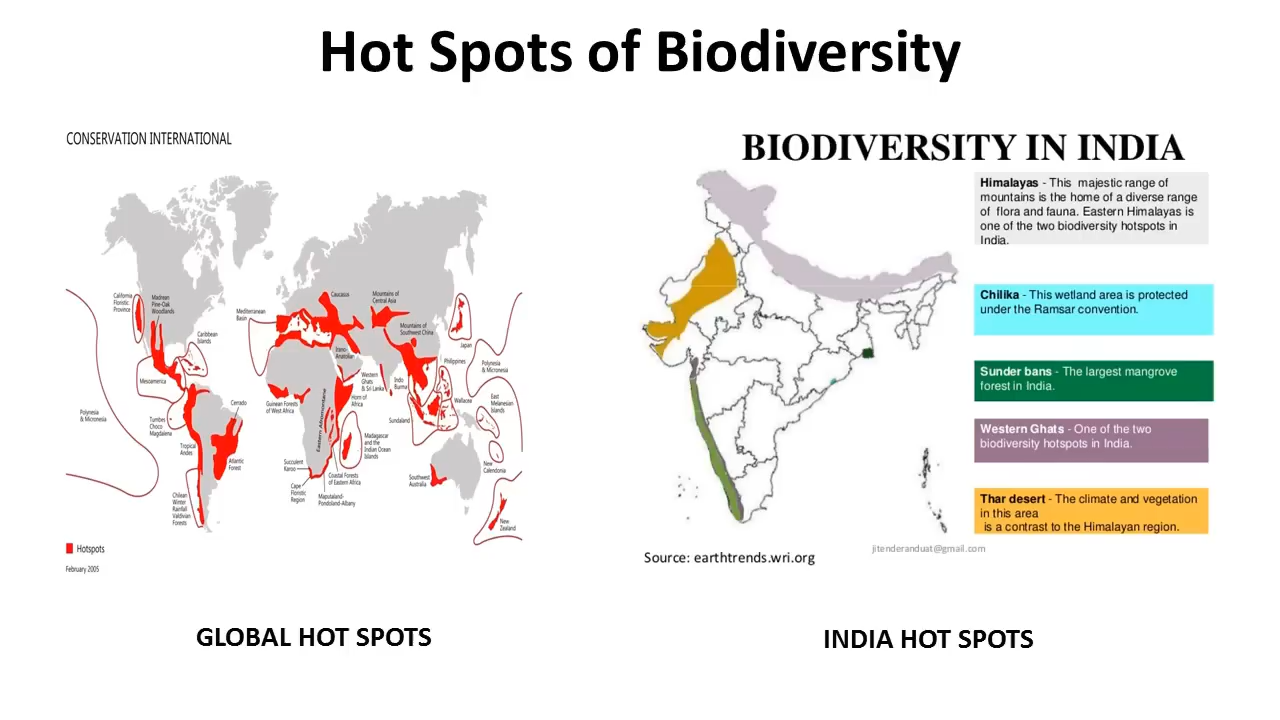 Hot Spots of Biodiversity
CONSERVATION INTERNATIONAL
California
Floristic
Province
Madrean
Pine-Oak
Woodlands
Caribbean
Islands
Mesoamerica
Polynesia
& Micronesia
Tumbes
Choco
Magdalena
Tropical
Andes
Cerrado
Atlantic
Forest
Chilean
Winter
Rainfall
Valdivian
Forests
Mediterranean
Basin
Caucasus
Mountains of
Central Asia
Irano-
Anatolian
Mountains of
Southwest China
Japan
Guinean Forests
of West Africa
Eastern Afromontane
Western
Ghats
& Sri Lanka
Horn of
Africa
Indo
Burma
Philippines
Polynesia
& Micronesia
Sundaland
Wallacea
East
Melanesian
Islands
Succulent
Karoo
Cape
Floristic
Region
Maputaland-
Pondoland-Albany
Coastal Forests
of Eastern Africa
Madagascar
and the
Indian Ocean
Islands
Southwest
Australia
New
Caledonia
New
Zealand
Hotspots
February 2005
GLOBAL HOT SPOTS
BIODIVERSITY IN INDIA
Himalayas - This majestic range of
mountains is the home of a diverse range
of flora and fauna. Eastern Himalayas is
one of the two biodiversity hotspots in
India.
Chilika - This wetland area is protected
under the Ramsar convention.
Sunder bans - The largest mangrove
forest in India.
Western Ghats - One of the two
biodiversity hotspots in India.
Thar desert - The climate and vegetation
in this area
is a contrast to the Himalayan region.
jitenderanduat@gmail.com
Source: earthtrends.wri.org
INDIA HOT SPOTS